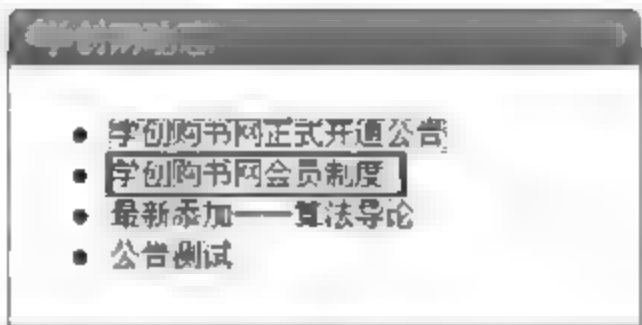 学创购书网正式开通公告
学创购书网会员制度
最新添加——算法导论
公告测试